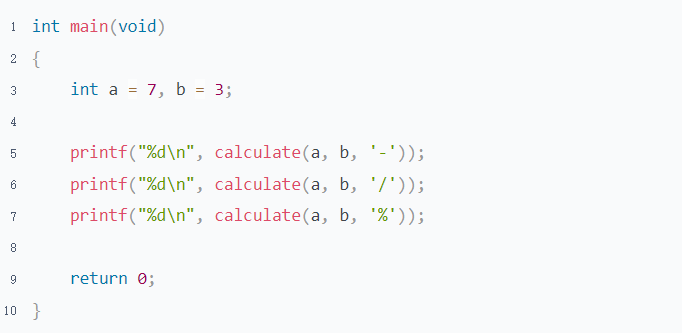 1 int main(void)
2 {
3     int a = 7, b = 3;
4
5     printf("%d\n", calculate(a, b, '-'));
6     printf("%d\n", calculate(a, b, '/'));
7     printf("%d\n", calculate(a, b, '%'));
8
9     return 0;
10 }